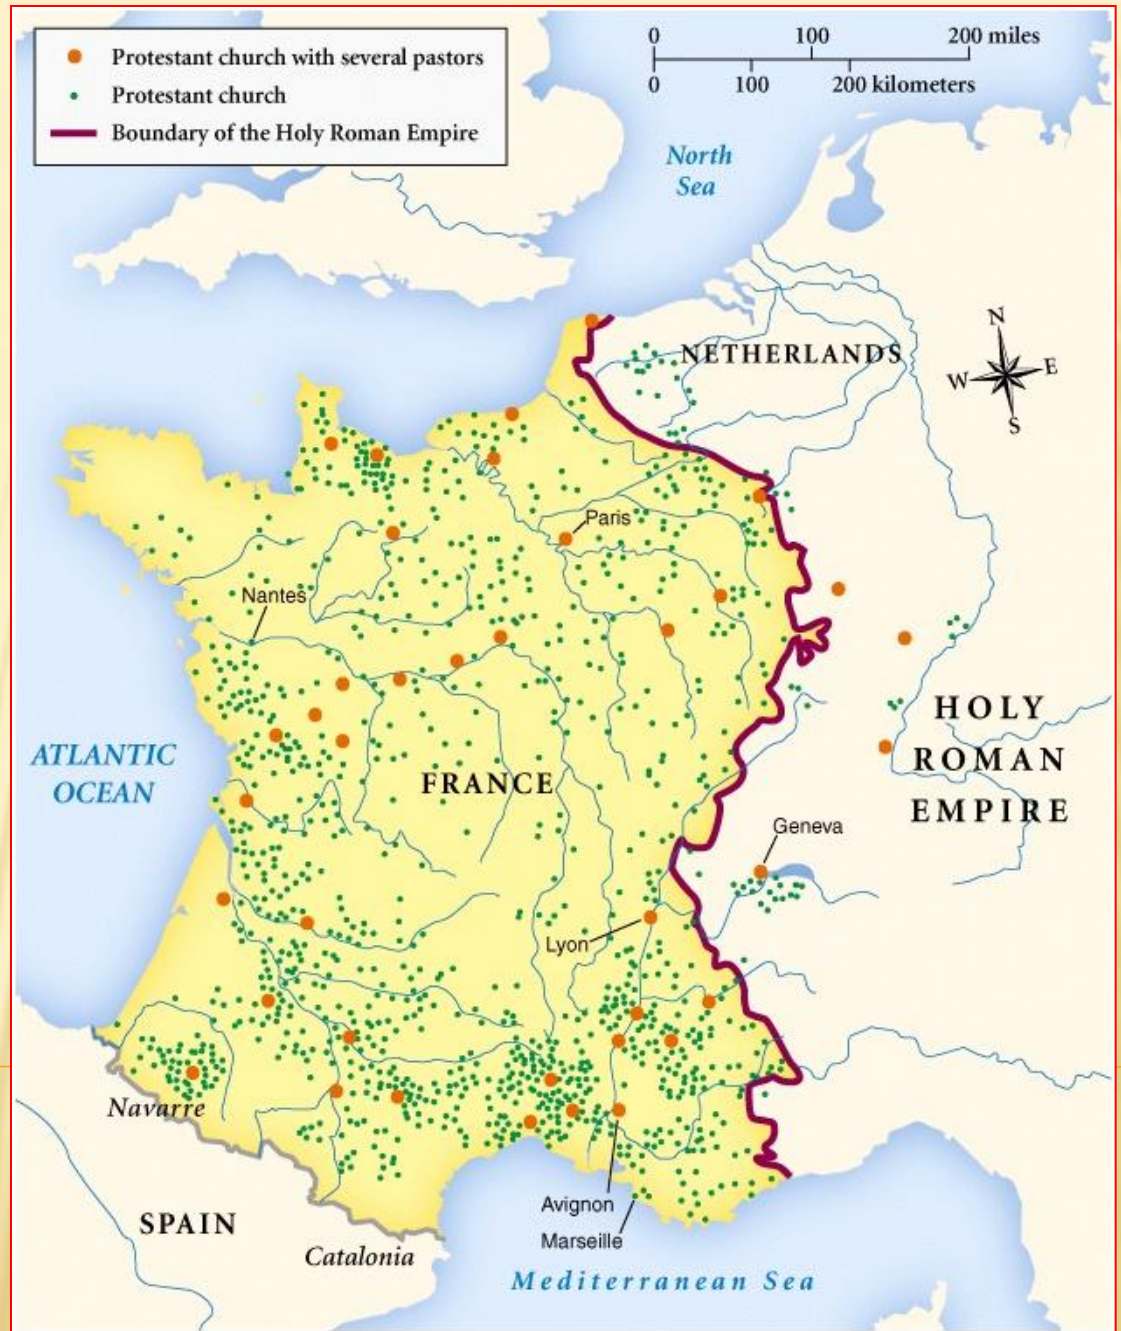 Protestant church with several pastors
Protestant church
Boundary of the Holy Roman Empire
0 100 200 miles
0 100 200 kilometers
North
Sea
NETHERLANDS
N
W E
S
Paris
Nantes
ATLANTIC
OCEAN
FRANCE
HOLY
ROMAN
EMPIRE
Geneva
Lyon
Navarre
SPAIN
Catalonia
Avignon
Marseille
Mediterranean Sea